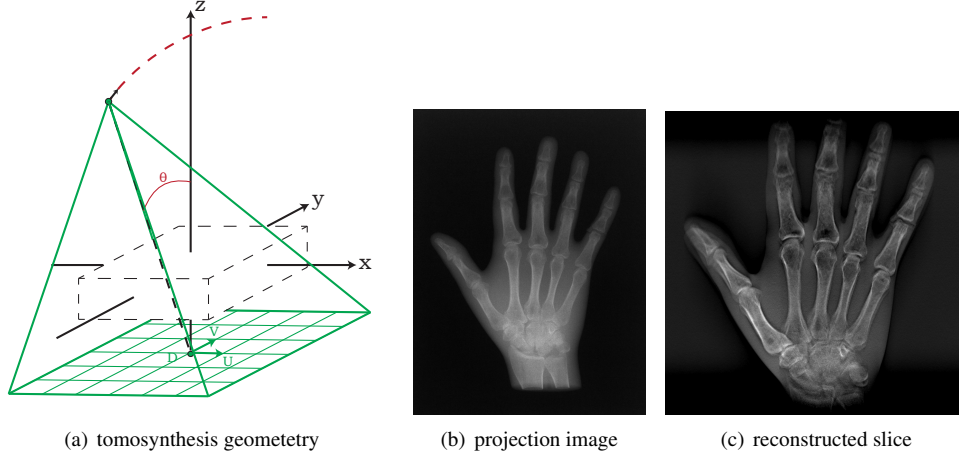 z
θ
y
x
V
D
U
(a) tomosynthesis geometetry
(b) projection image
(c) reconstructed slice